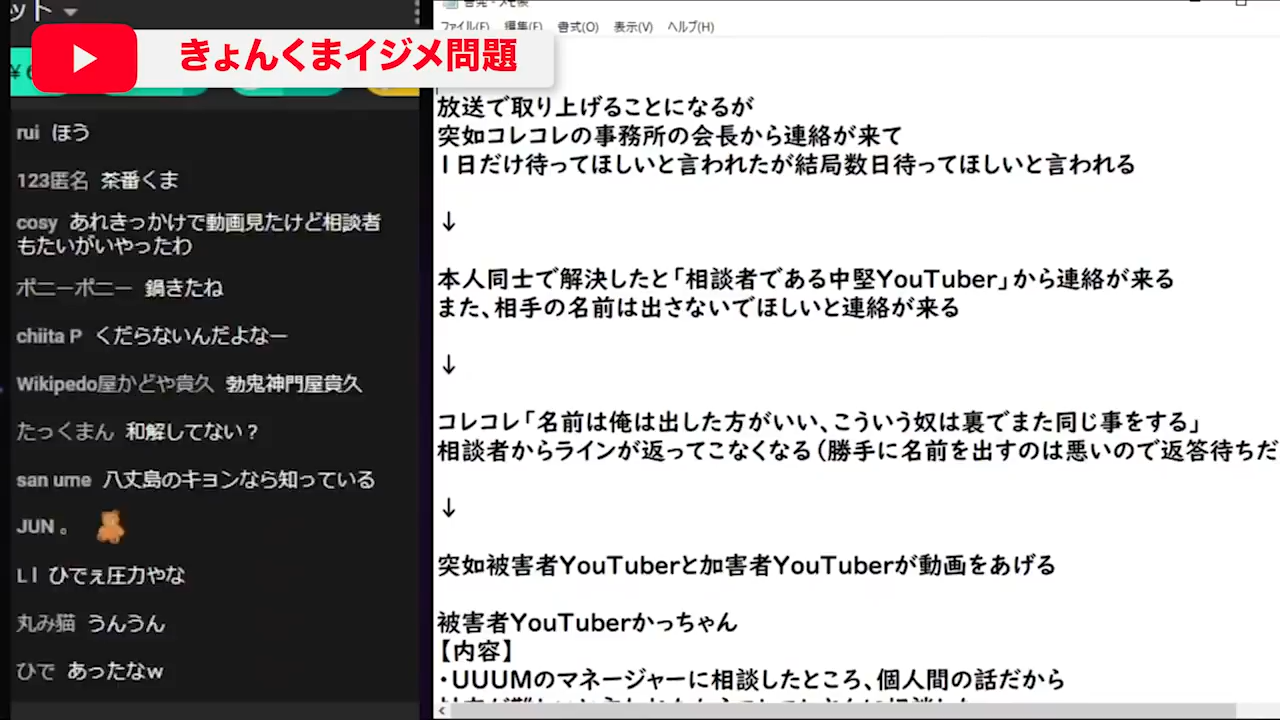 ット
ファイル(F) 編集(E) 書式(O) 表示(V) ヘルプ(H)
きょんくまイジメ問題
rui ほう
123匿名 茶番くま
cosy あれきっかけで動画見たけど相談者
もたいがいやったわ
ポニーポニー 鍋きたね
chiita P くだらないんだよなー
Wikipedo屋かどや貴久 勃鬼神門屋貴久
たっくまん 和解してない？
san ume 八丈島のキョンなら知っている
JUN 。
L l ひでぇ圧力やな
丸み猫 うんうん
ひで あったなw
放送で取り上げることになるが
突如コレコレの事務所の会長から連絡が来て
1日だけ待ってほしいと言われたが結局数日待ってほしいと言われる
↓
本人同士で解決したと「相談者である中堅YouTuber」から連絡が来る
また、相手の名前は出さないでほしいと連絡が来る
↓
コレコレ「名前は俺は出した方がいい、こういう奴は裏でまた同じ事をする」
相談者からラインが返ってこなくなる(勝手に名前を出すのは悪いので返答待ちだ
↓
突如被害者YouTuberと加害者YouTuberが動画をあげる
被害者YouTuberかっちゃん
【内容】
・UUUMのマネージャーに相談したところ、個人間の話だから